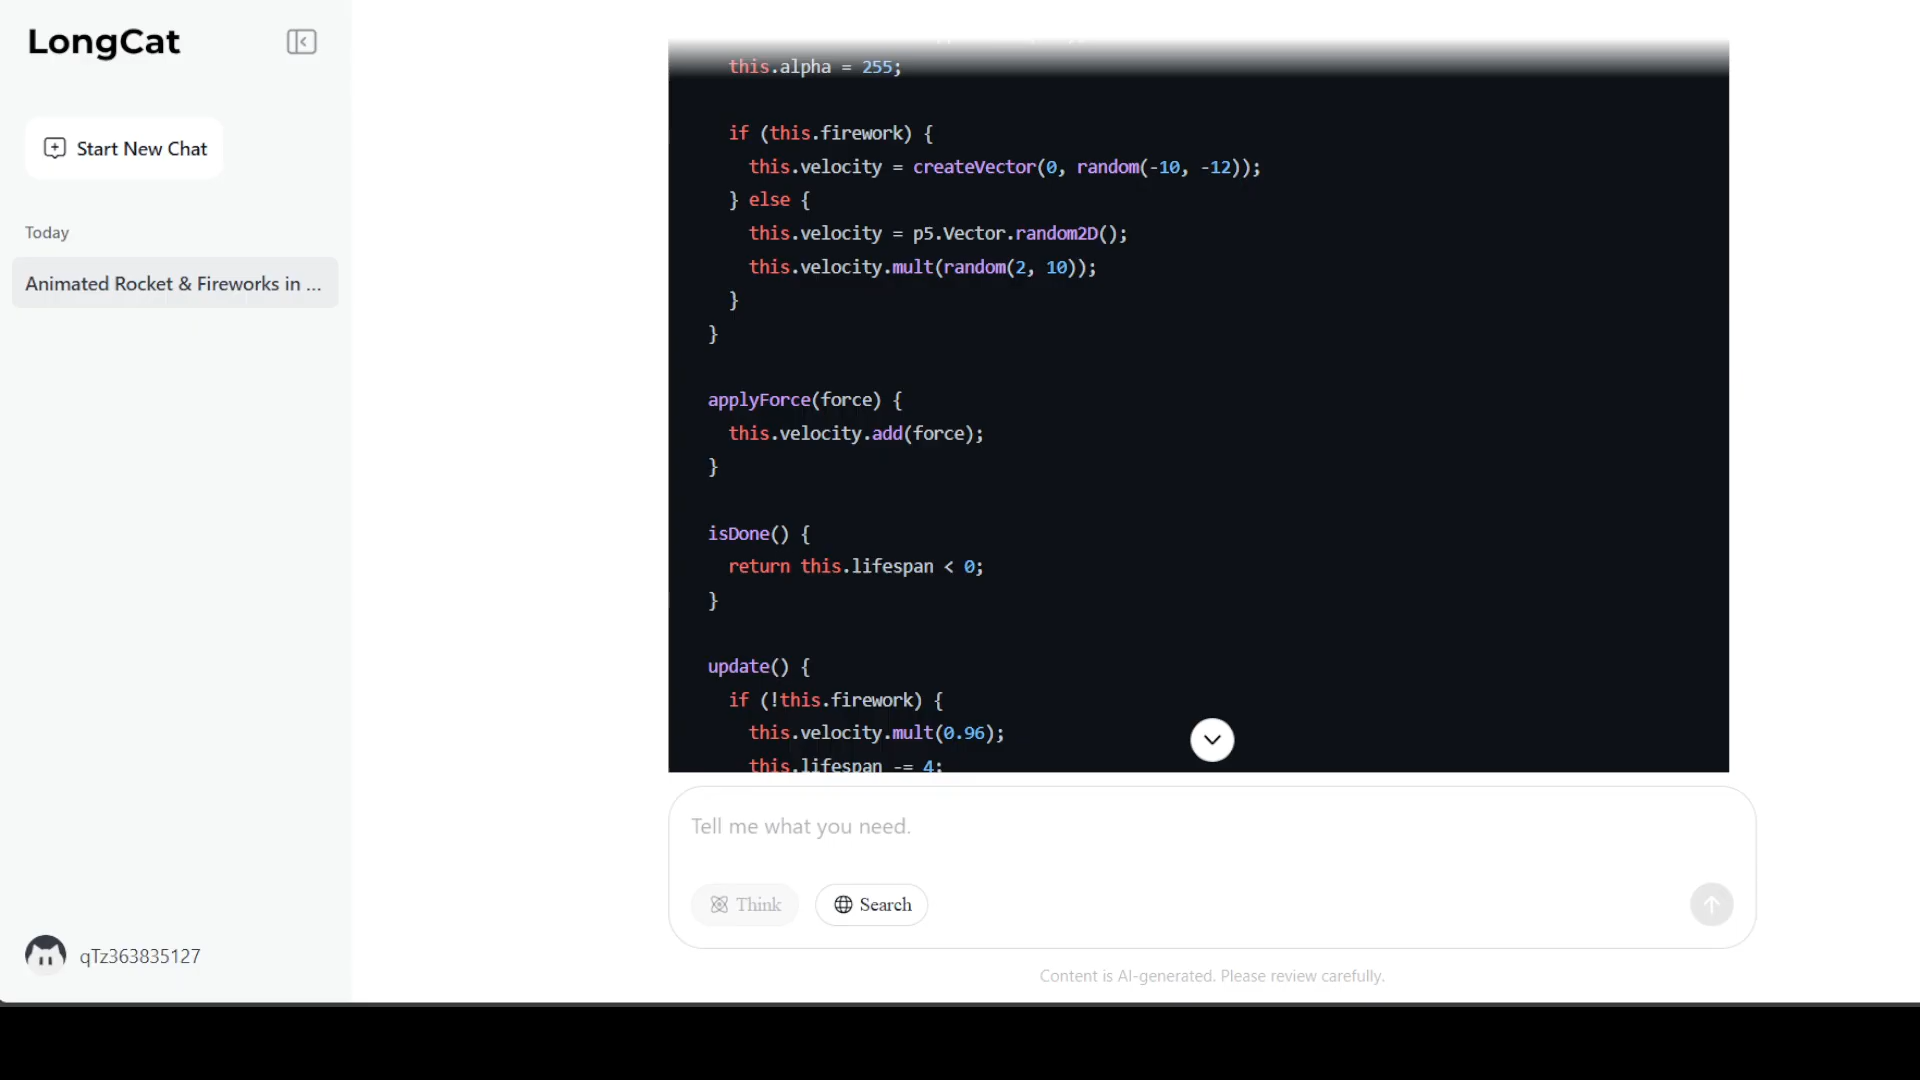 LongCat
Start New Chat
Today
Animated Rocket & Fireworks in ...
this.alpha = 255;
if (this.firework) {
this.velocity = createVector(0, random(-10, -12));
} else {
this.velocity = p5.Vector.random2D();
this.velocity.mult(random(2, 10));
}
}
applyForce(force) {
this.velocity.add(force);
}
isDone() {
return this.lifespan < 0;
}
update() {
if (!this.firework) {
this.velocity.mult(0.96);
this.lifespan -= 4;
Tell me what you need.
Think
Search
qTz363835127
Content is AI-generated. Please review carefully.